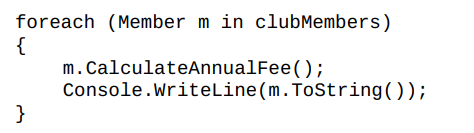 foreach (Member m in clubMembers)
{
    m.CalculateAnnualFee();
    Console.WriteLine(m.ToString());
}